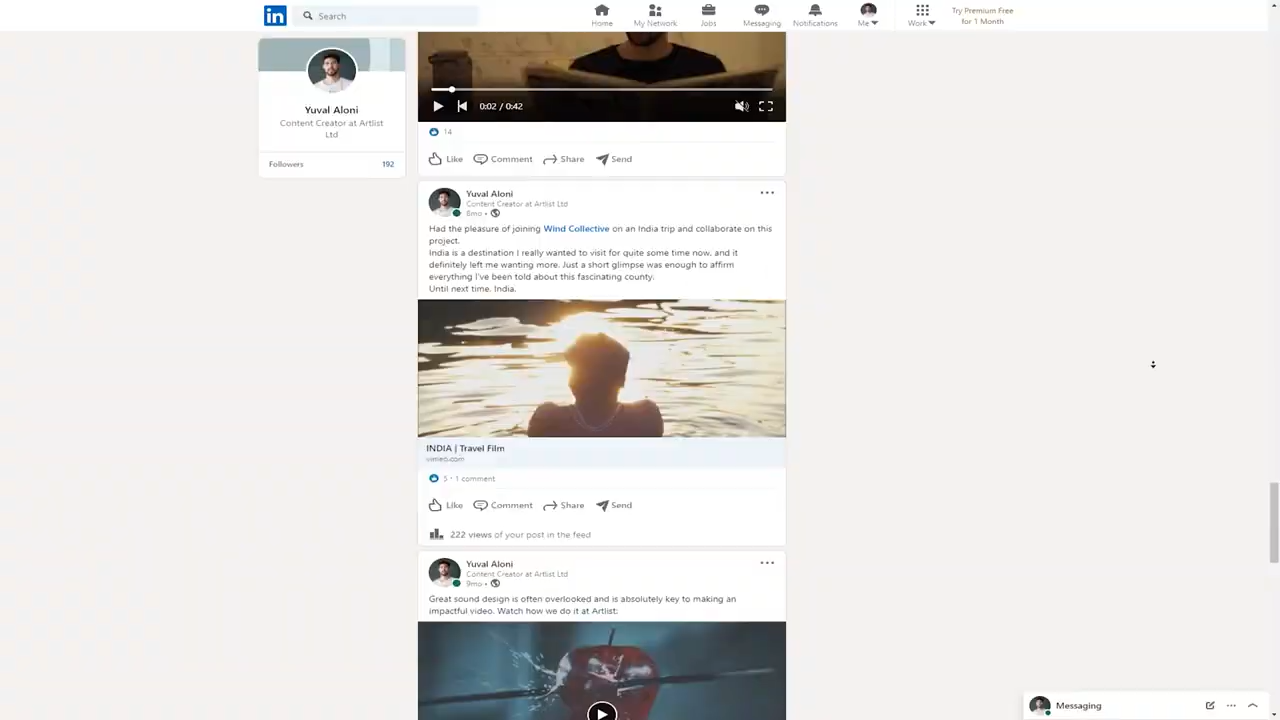 in
Search
Home
My Network
Jobs
Messaging
Notifications
Me
Work
Try Premium Free
for 1 Month
Yuval Aloni
Content Creator at Artlist
Ltd
Followers 192
0:02 / 0:42
14
Like Comment Share Send
Yuval Aloni
Content Creator at Artlist Ltd
8mo •
Had the pleasure of joining Wind Collective on an India trip and collaborate on this
project.
India is a destination I really wanted to visit for quite some time now, and it
definitely left me wanting more. Just a short glimpse was enough to affirm
everything I've been told about this fascinating county.
Until next time. India.
INDIA | Travel Film
vimeo.com
5 • 1 comment
Like Comment Share Send
222 views of your post in the feed
Yuval Aloni
Content Creator at Artlist Ltd
9mo •
Great sound design is often overlooked and is absolutely key to making an
impactful video. Watch how we do it at Artlist:
Messaging